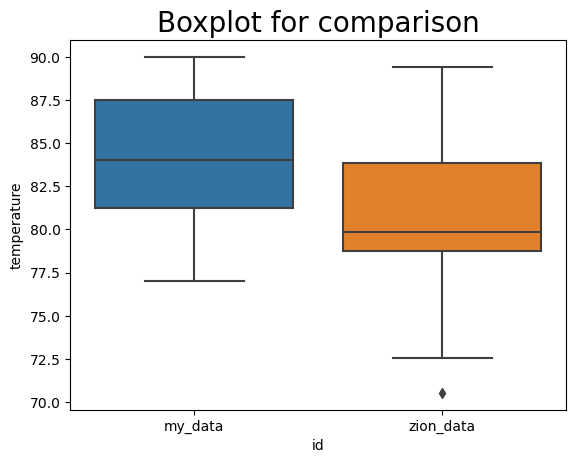 Boxplot for comparison
90.0
87.5
85.0
82.5
80.0
77.5
75.0
72.5
70.0
temperature
my_data
zion_data
id